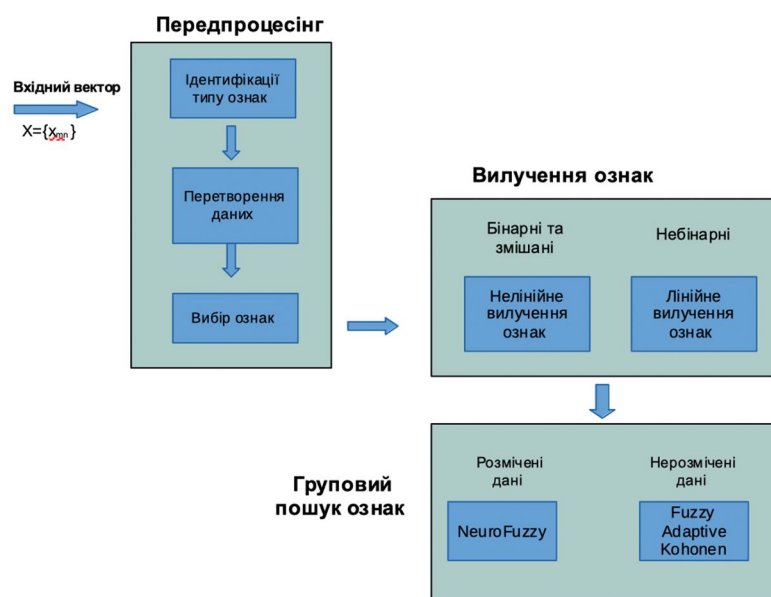 Передпроцесінг
Вхідний вектор
X={xmn}
Ідентифікації
типу ознак
Перетворення
даних
Вибір ознак
Вилучення ознак
Бінарні та
змішані
Небінарні
Нелінійне
вилучення
ознак
Лінійне
вилучення
ознак
Груповий
пошук ознак
Розмічені
дані
Нерозмічені
дані
NeuroFuzzy
Fuzzy
Adaptive
Kohonen